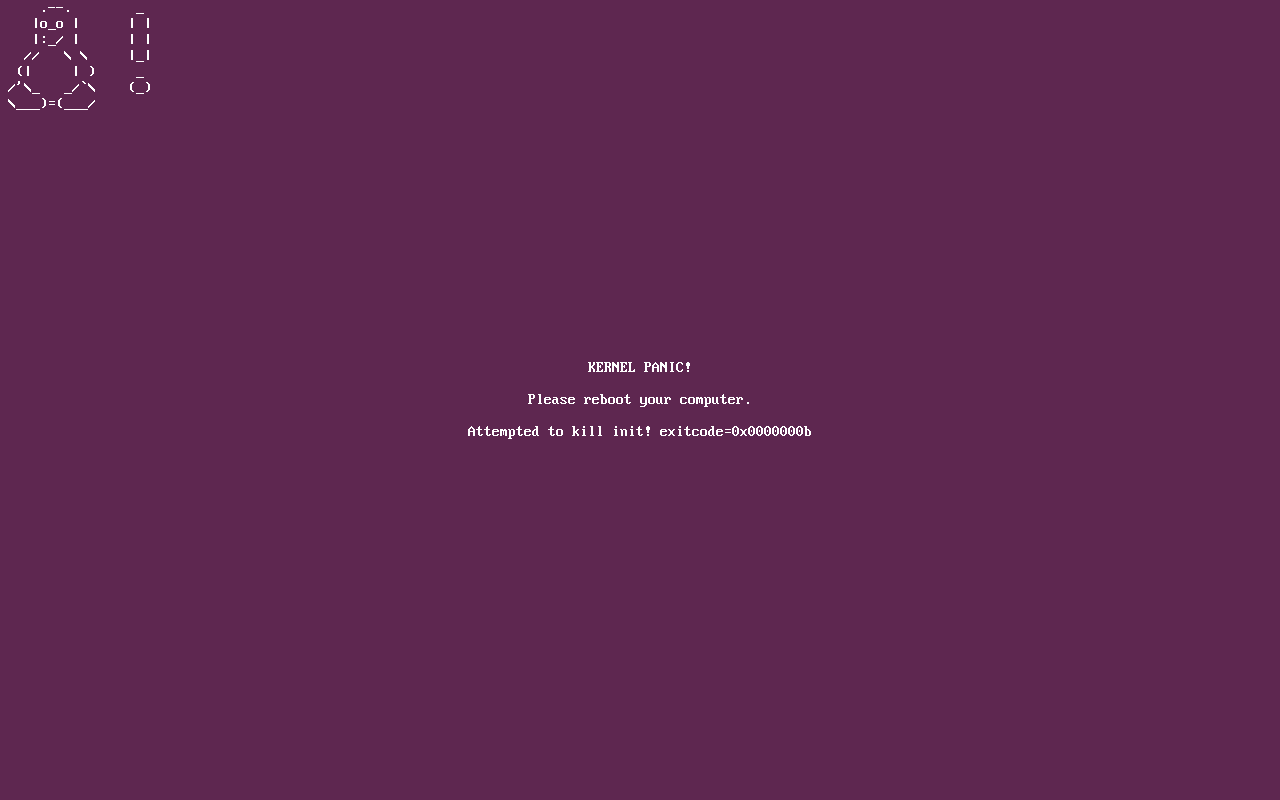 KERNEL PANIC!
Please reboot your computer.
Attempted to kill init! exitcode=0x0000000b